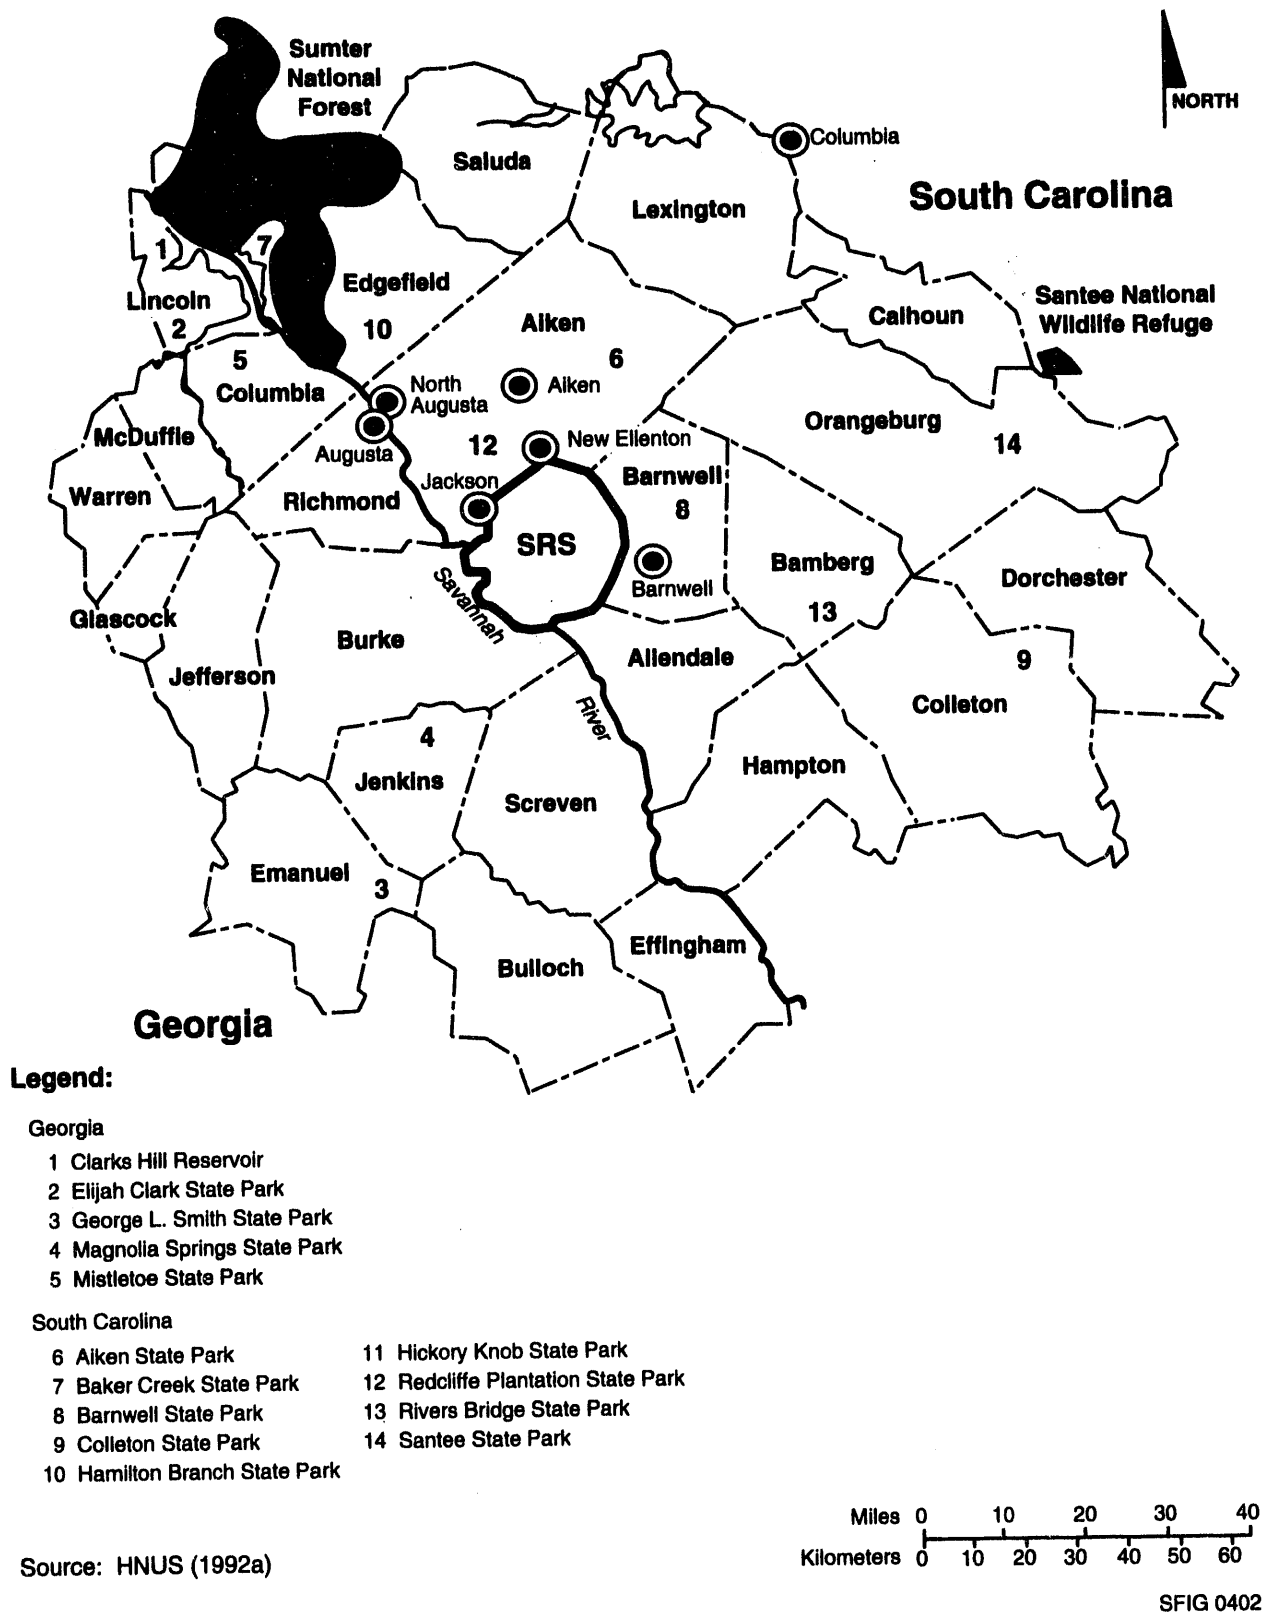 Sumter
National
Forest
NORTH
Columbia
Saluda
South Carolina
Lexington
1
7
Edgefield
Lincoln
Santee National
Wildlife Refuge
2
10
Aiken
Calhoun
5
6
Columbia
North
Augusta
Aiken
Orangeburg
McDuffie
12
New Ellenton
14
Augusta
Barnwell
Jackson
Warren
Richmond
8
SRS
Bamberg
Dorchester
Barnwell
Savannah
River
13
Glascock
Burke
Allendale
9
Jefferson
Colleton
4
Hampton
Jenkins
Screven
Emanuel
3
Effingham
Bulloch
Georgia
Legend:
Georgia
1 Clarks Hill Reservoir
2 Elijah Clark State Park
3 George L. Smith State Park
4 Magnolia Springs State Park
5 Mistletoe State Park
South Carolina
6 Aiken State Park
7 Baker Creek State Park
8 Barnwell State Park
9 Colleton State Park
10 Hamilton Branch State Park
11 Hickory Knob State Park
12 Redcliffe Plantation State Park
13 Rivers Bridge State Park
14 Santee State Park
Miles 0 10 20 30 40
Kilometers 0 10 20 30 40 50 60
Source: HNUS (1992a)
SFIG 0402